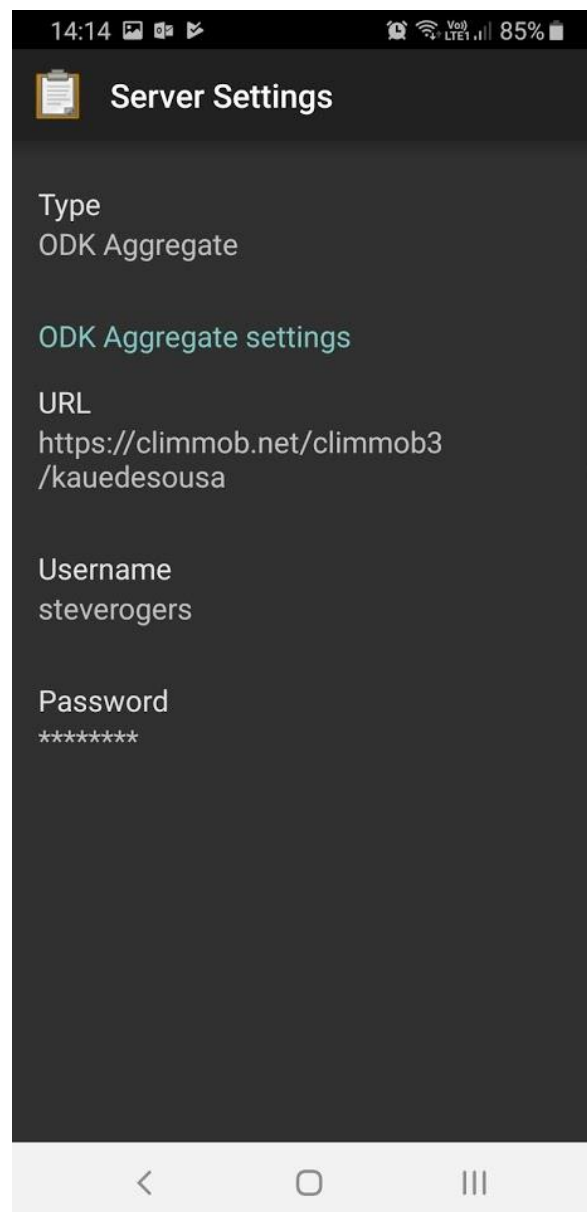 14:14 85%
Server Settings
Type
ODK Aggregate
ODK Aggregate settings
URL
https://climmob.net/climmob3
/kauedesousa
Username
steverogers
Password
********